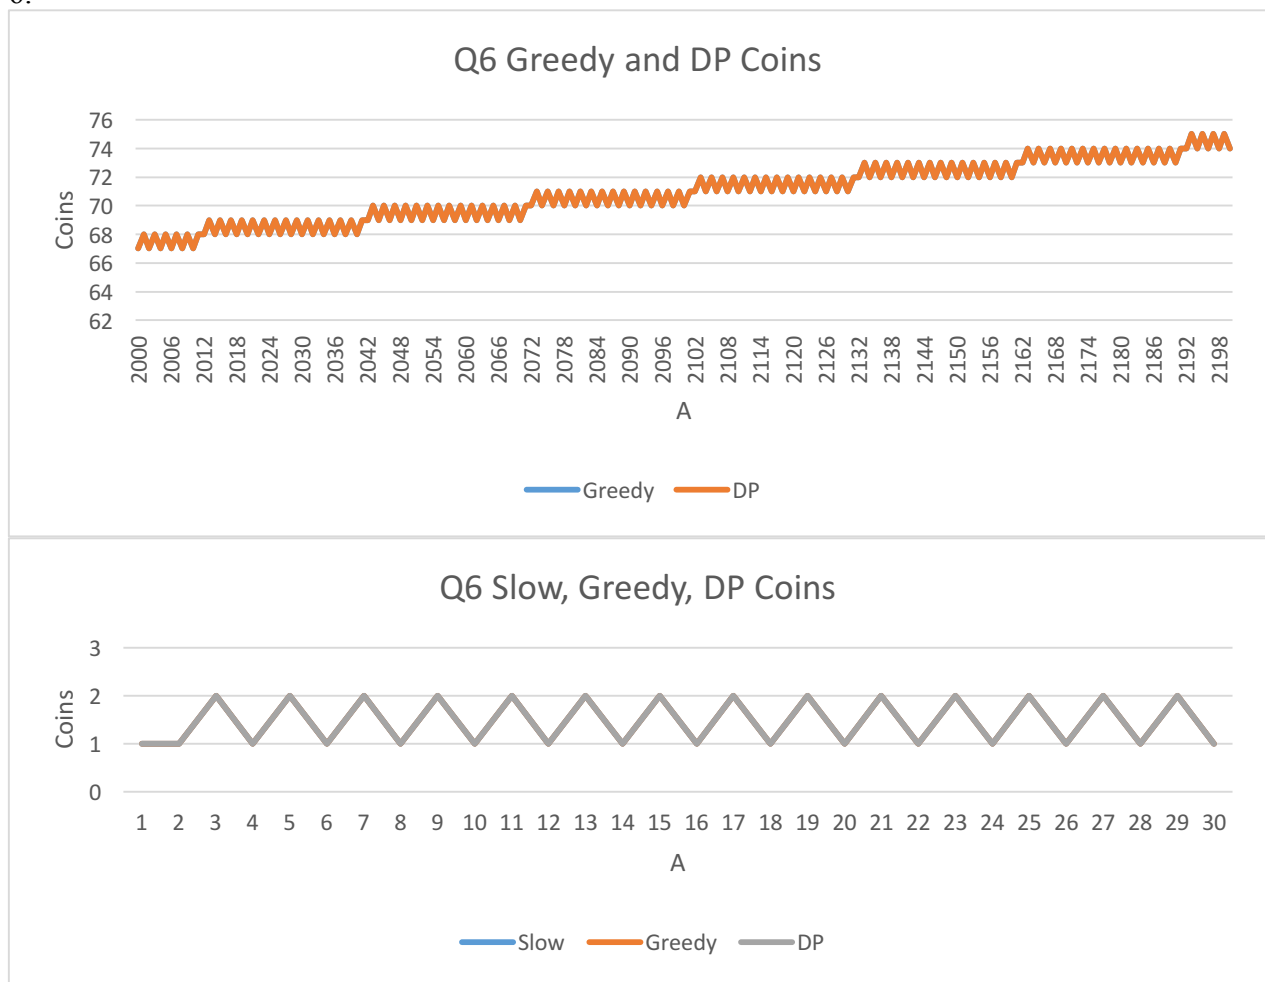 6.
Q6 Greedy and DP Coins
76
74
72
70
68
66
64
62
Coins
2000 2006 2012 2018 2024 2030 2036 2042 2048 2054 2060 2066 2072 2078 2084 2090 2096 2102 2108 2114 2120 2126 2132 2138 2144 2150 2156 2162 2168 2174 2180 2186 2192 2198
A
Greedy DP
Q6 Slow, Greedy, DP Coins
3
2
1
0
Coins
1 2 3 4 5 6 7 8 9 10 11 12 13 14 15 16 17 18 19 20 21 22 23 24 25 26 27 28 29 30
A
Slow Greedy DP